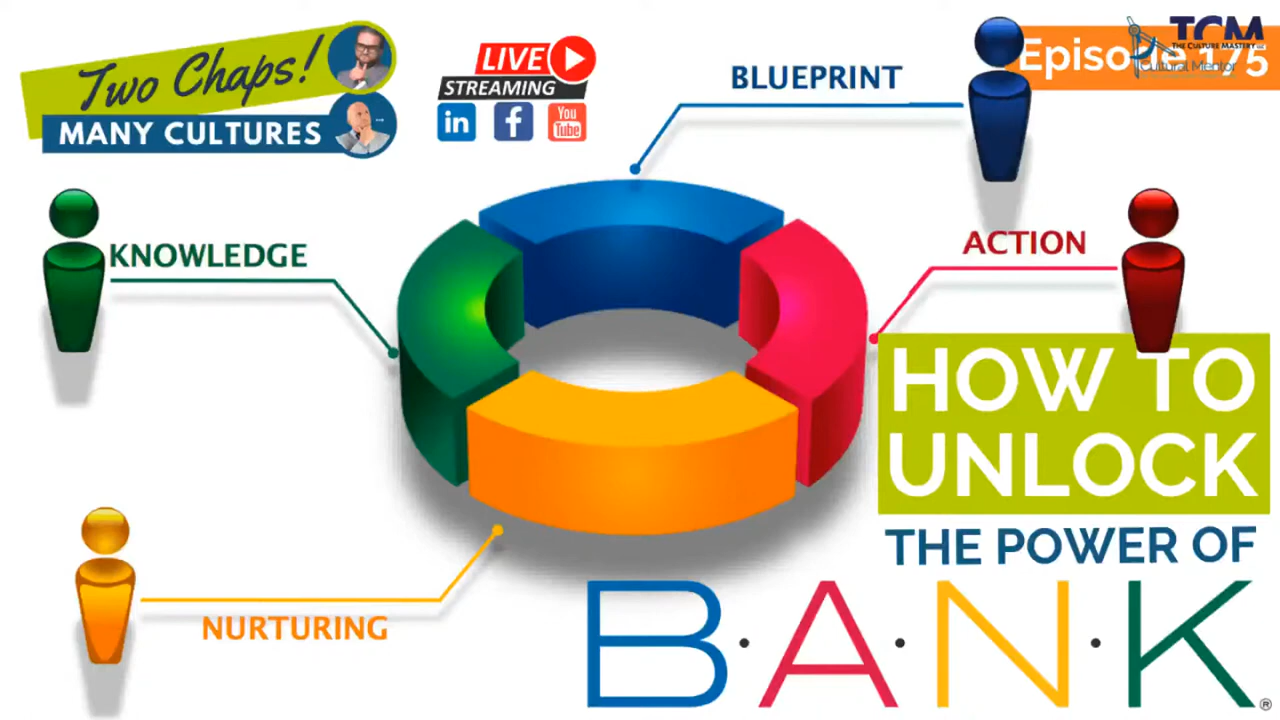 Two Chaps!
MANY CULTURES
LIVE
STREAMING
in f You
Tube
BLUEPRINT
TCM
THE CULTURE MASTERY
Cultural Mentor
KNOWLEDGE
ACTION
HOW TO
UNLOCK
THE POWER OF
B.A.N.K
®
NURTURING